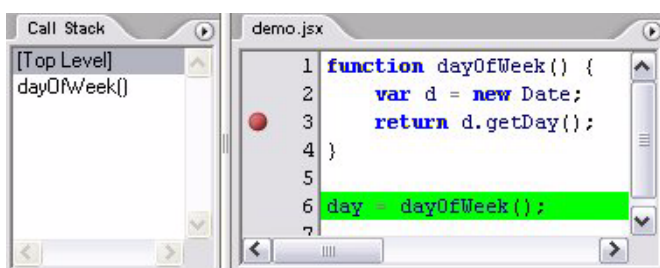 Call Stack
[Top Level]
dayOfWeek()
demo.jsx
1 function dayOfWeek() {
2 var d = new Date;
3 return d.getDay();
4 }
5
6 day = dayOfWeek();
7